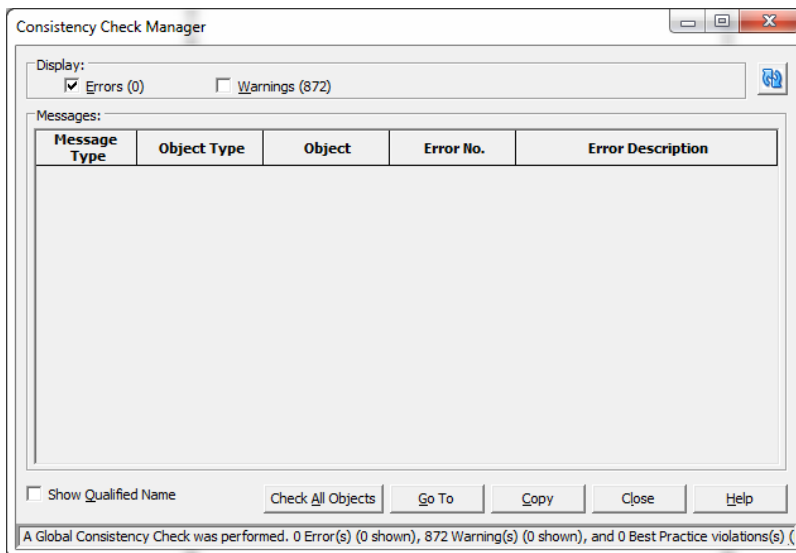 Consistency Check Manager
Display:
Errors (0) Warnings (872)
Messages:
Message Type Object Type Object Error No. Error Description
Show Qualified Name Check All Objects Go To Copy Close Help
A Global Consistency Check was performed. 0 Error(s) (0 shown), 872 Warning(s) (0 shown), and 0 Best Practice violations(s) (